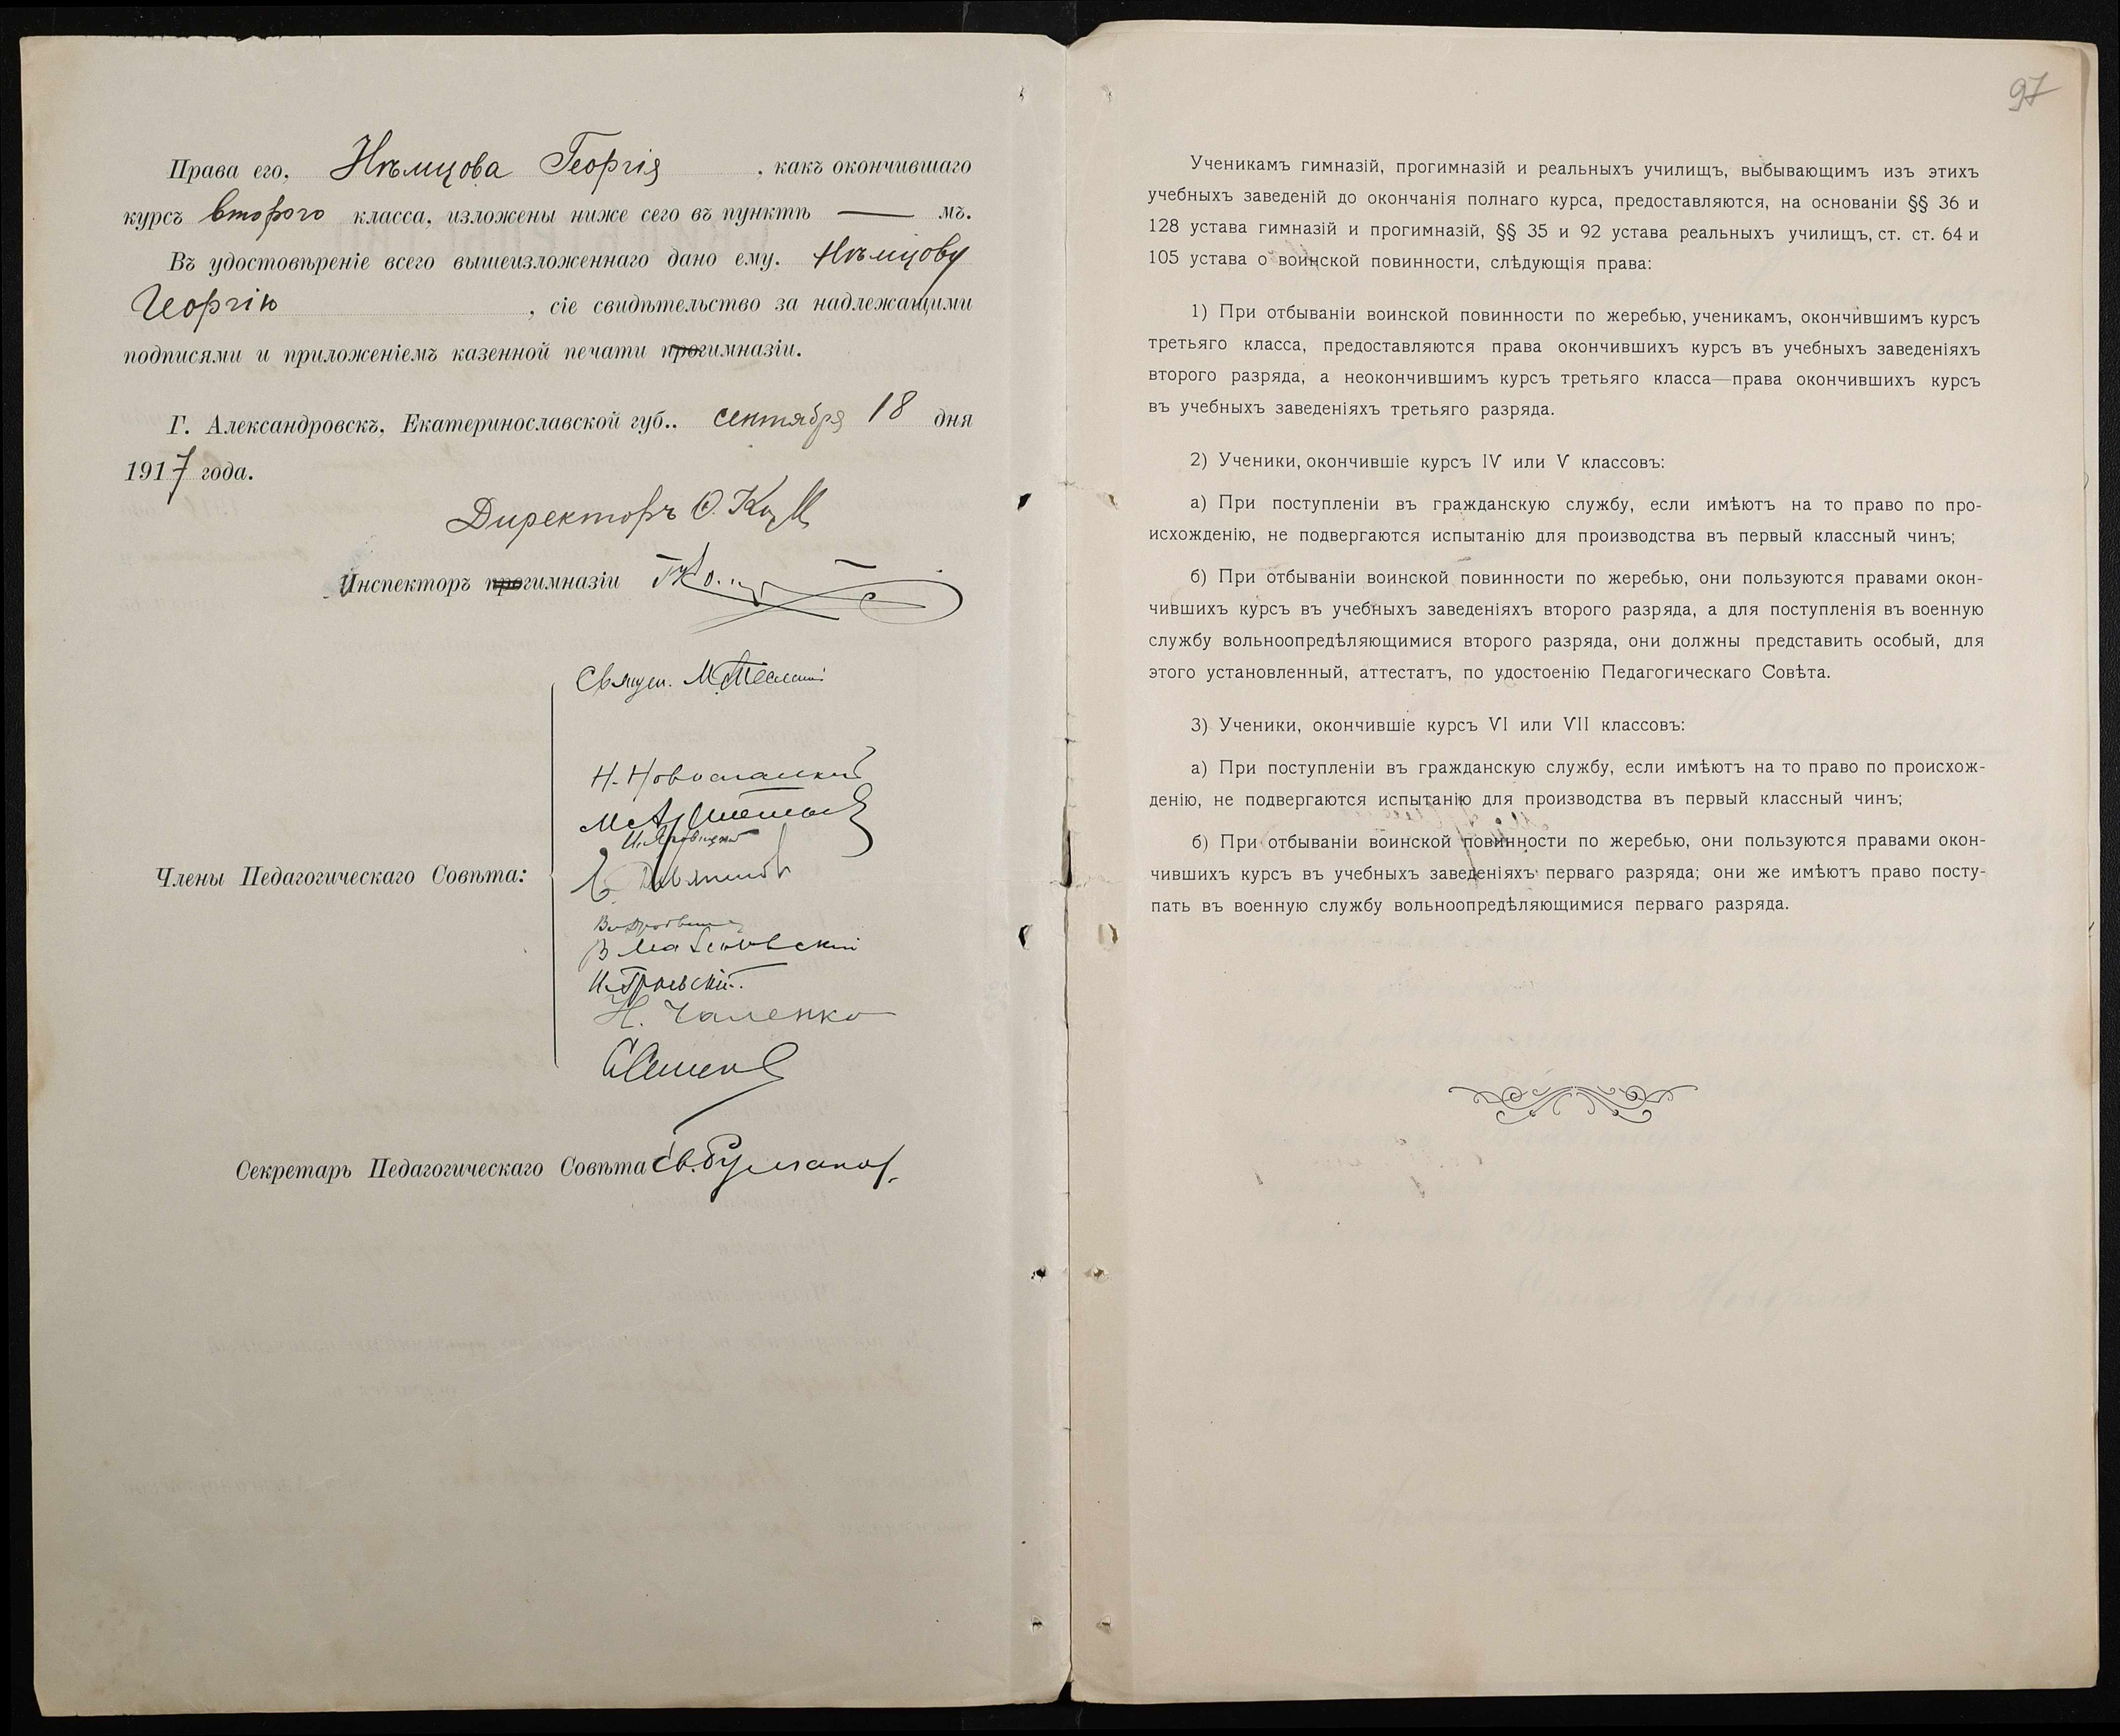 Права его, Нѣмцова Георгія, какъ окончившаго
курсъ второго класса, изложены ниже сего въ пунктѣ — мъ.
Въ удостовѣреніе всего вышеизложеннаго дано ему, Нѣмцову
Георгію, сіе свидѣтельство за надлежащими
подписями и приложеніемъ казенной печати прогимназіи.
Г. Александровскъ, Екатеринославской губ., сентября 18 дня
1917 года.
Директоръ
Инспекторъ прогимназіи
Священ. М.
Н.
Члены Педагогическаго Совѣта:
В.
Н. Чаленко
Секретарь Педагогическаго Совѣта
97
Ученикамъ гимназій, прогимназій и реальныхъ училищъ, выбывающимъ изъ этихъ
учебныхъ заведеній до окончанія полнаго курса, предоставляются, на основаніи §§ 36 и
128 устава гимназій и прогимназій, §§ 35 и 92 устава реальныхъ училищъ, ст. ст. 64 и
105 устава о воинской повинности, слѣдующія права:
1) При отбываніи воинской повинности по жеребью, ученикамъ, окончившимъ курсъ
третьяго класса, предоставляются права окончившихъ курсъ въ учебныхъ заведеніяхъ
второго разряда, а неокончившимъ курсъ третьяго класса—права окончившихъ курсъ
въ учебныхъ заведеніяхъ третьяго разряда.
2) Ученики, окончившіе курсъ IV или V классовъ:
а) При поступленіи въ гражданскую службу, если имѣютъ на то право по про-
исхожденію, не подвергаются испытанію для производства въ первый классный чинъ;
б) При отбываніи воинской повинности по жеребью, они пользуются правами окон-
чившихъ курсъ въ учебныхъ заведеніяхъ второго разряда, а для поступленія въ военную
службу вольноопредѣляющимися второго разряда, они должны представить особый, для
этого установленный, аттестатъ, по удостоенію Педагогическаго Совѣта.
3) Ученики, окончившіе курсъ VI или VII классовъ:
а) При поступленіи въ гражданскую службу, если имѣютъ на то право по происхож-
денію, не подвергаются испытанію для производства въ первый классный чинъ;
б) При отбываніи воинской повинности по жеребью, они пользуются правами окон-
чившихъ курсъ въ учебныхъ заведеніяхъ перваго разряда; они же имѣютъ право посту-
пать въ военную службу вольноопредѣляющимися перваго разряда.